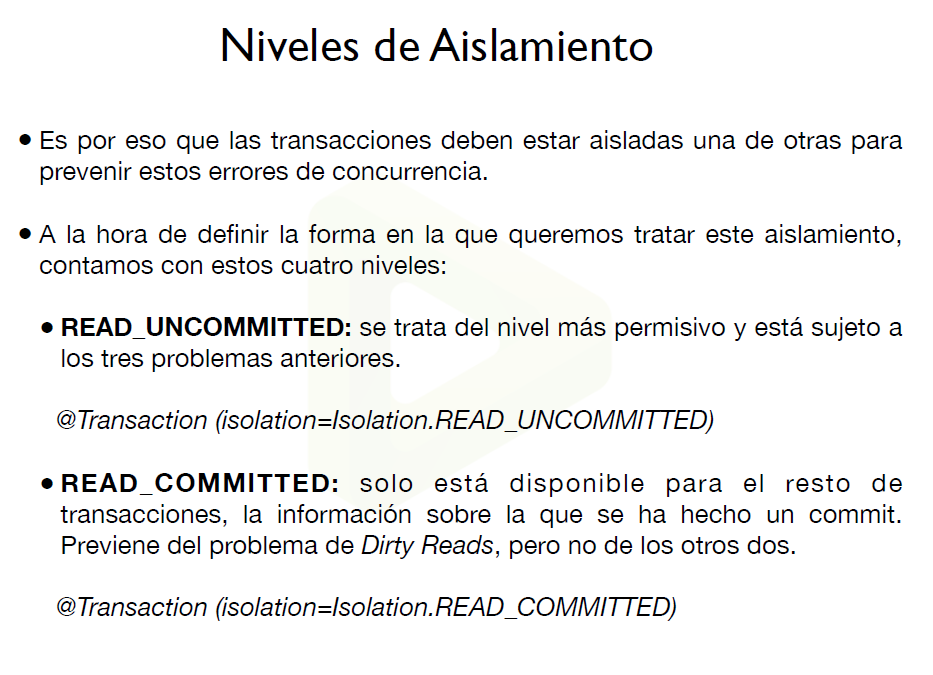 Niveles de Aislamiento
• Es por eso que las transacciones deben estar aisladas una de otras para
prevenir estos errores de concurrencia.
• A la hora de definir la forma en la que queremos tratar este aislamiento,
contamos con estos cuatro niveles:
• READ_UNCOMMITTED: se trata del nivel más permisivo y está sujeto a
los tres problemas anteriores.
@Transaction (isolation=Isolation.READ_UNCOMMITTED)
• READ_COMMITTED: solo está disponible para el resto de
transacciones, la información sobre la que se ha hecho un commit.
Previene del problema de Dirty Reads, pero no de los otros dos.
@Transaction (isolation=Isolation.READ_COMMITTED)